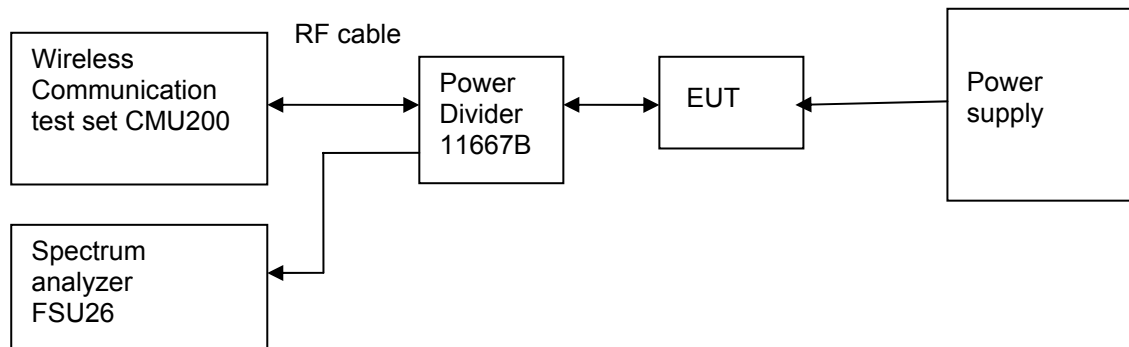 RF cable
Wireless
Communication
test set CMU200
Power
Divider
11667B
EUT
Power
supply
Spectrum
analyzer
FSU26